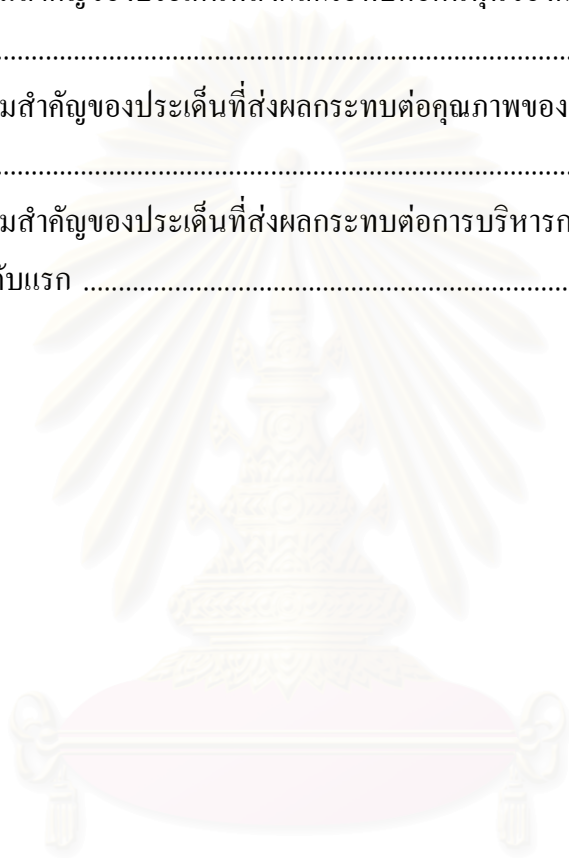 .......................................................................................
มสำคัญของประเด็นที่ส่งผลกระทบต่อคุณภาพของ
.......................................................................................
มสำคัญของประเด็นที่ส่งผลกระทบต่อการบริหารก
ับแรก .......................................................................